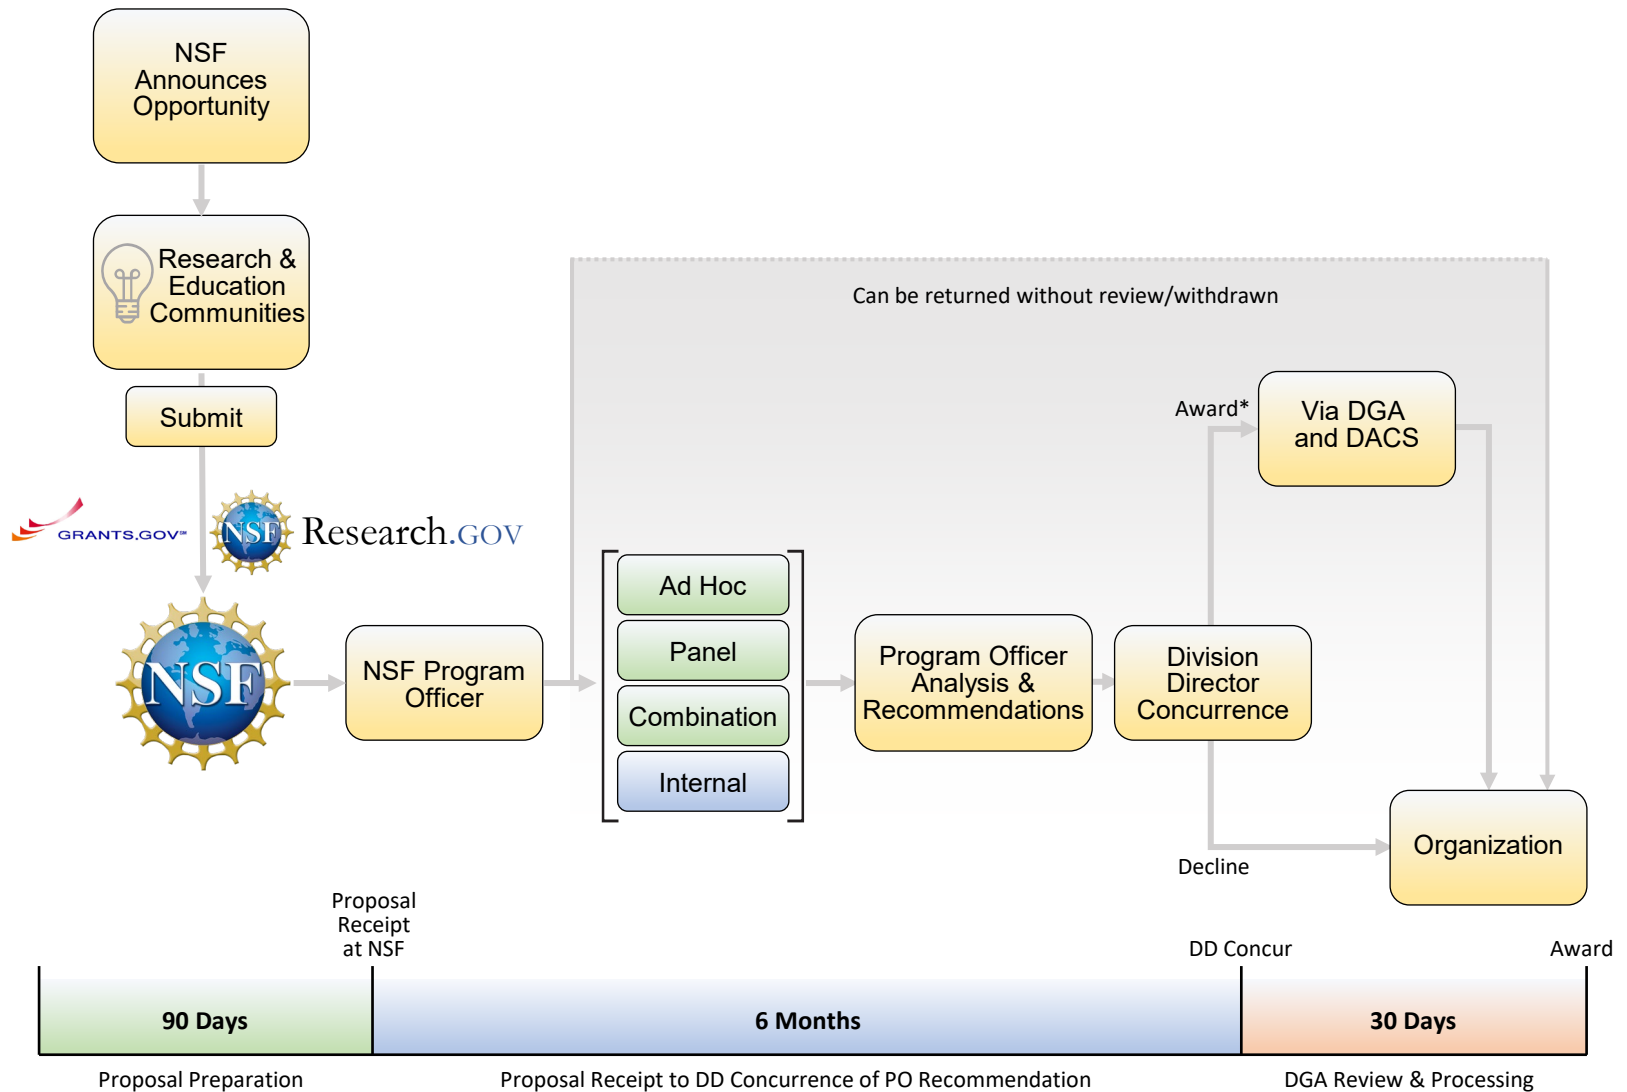 NSF
Announces
Opportunity
Research &
Education
Communities
Submit
GRANTS.GOV℠
NSF
Research.GOV
NSF
NSF Program
Officer
Can be returned without review/withdrawn
Ad Hoc
Panel
Combination
Internal
Program Officer
Analysis &
Recommendations
Division
Director
Concurrence
Award*
Via DGA
and DACS
Decline
Organization
Proposal
Receipt
at NSF
DD Concur
Award
90 Days
6 Months
30 Days
Proposal Preparation
Proposal Receipt to DD Concurrence of PO Recommendation
DGA Review & Processing